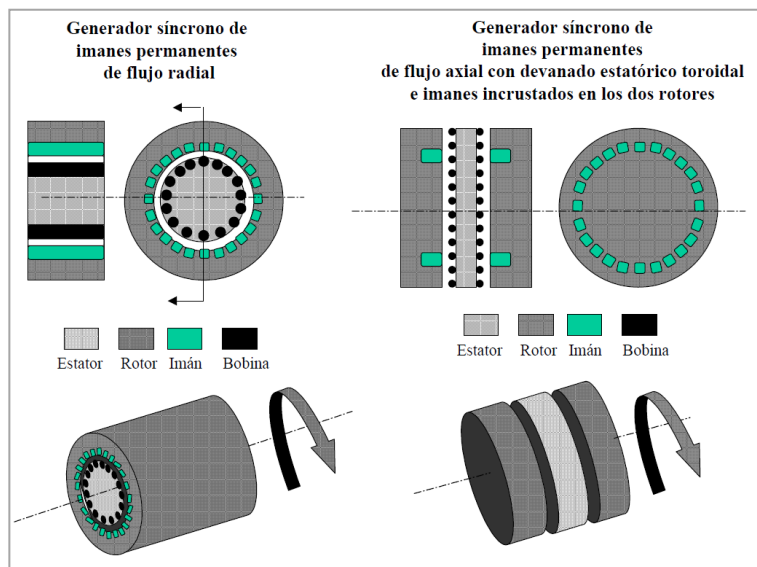 Generador síncrono de
imanes permanentes
de flujo radial
Generador síncrono de
imanes permanentes
de flujo axial con devanado estatórico toroidal
e imanes incrustados en los dos rotores
Estator Rotor Imán Bobina
Estator Rotor Imán Bobina